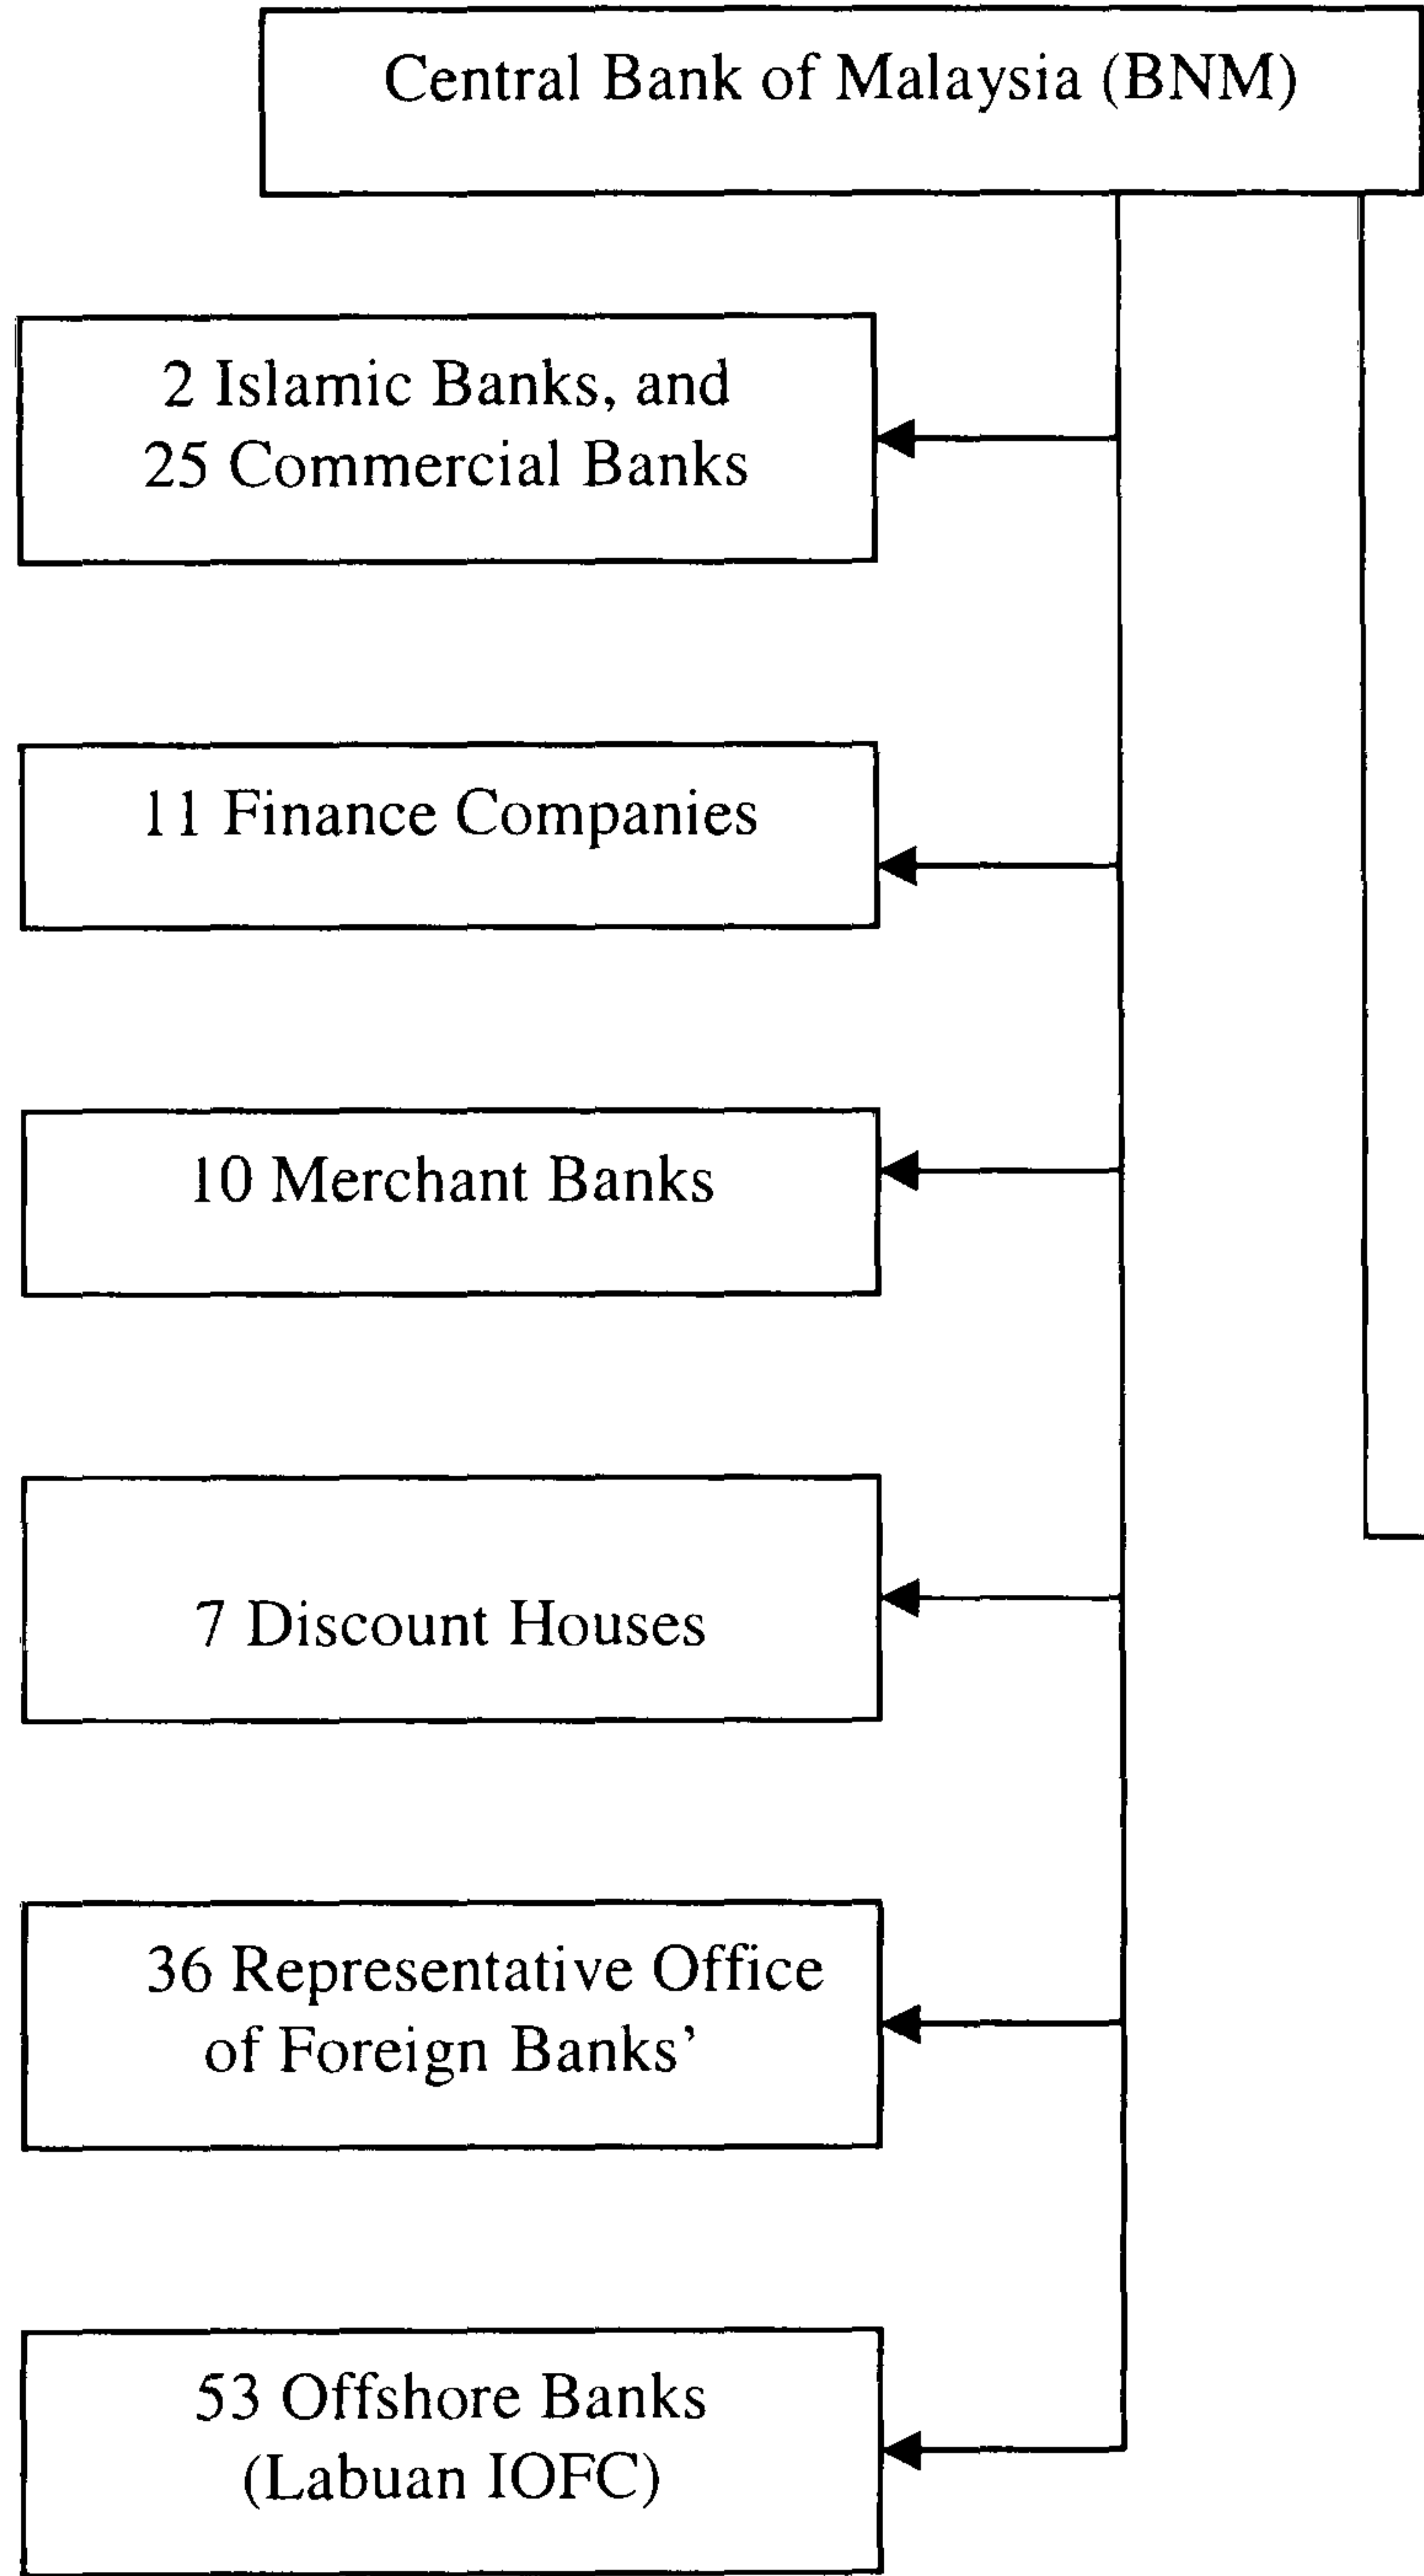 Central Bank of Malaysia (BNM)
2 Islamic Banks, and
25 Commercial Banks
11 Finance Companies
10 Merchant Banks
7 Discount Houses
36 Representative Office
of Foreign Banks’
53 Offshore Banks
(Labuan IOFC)